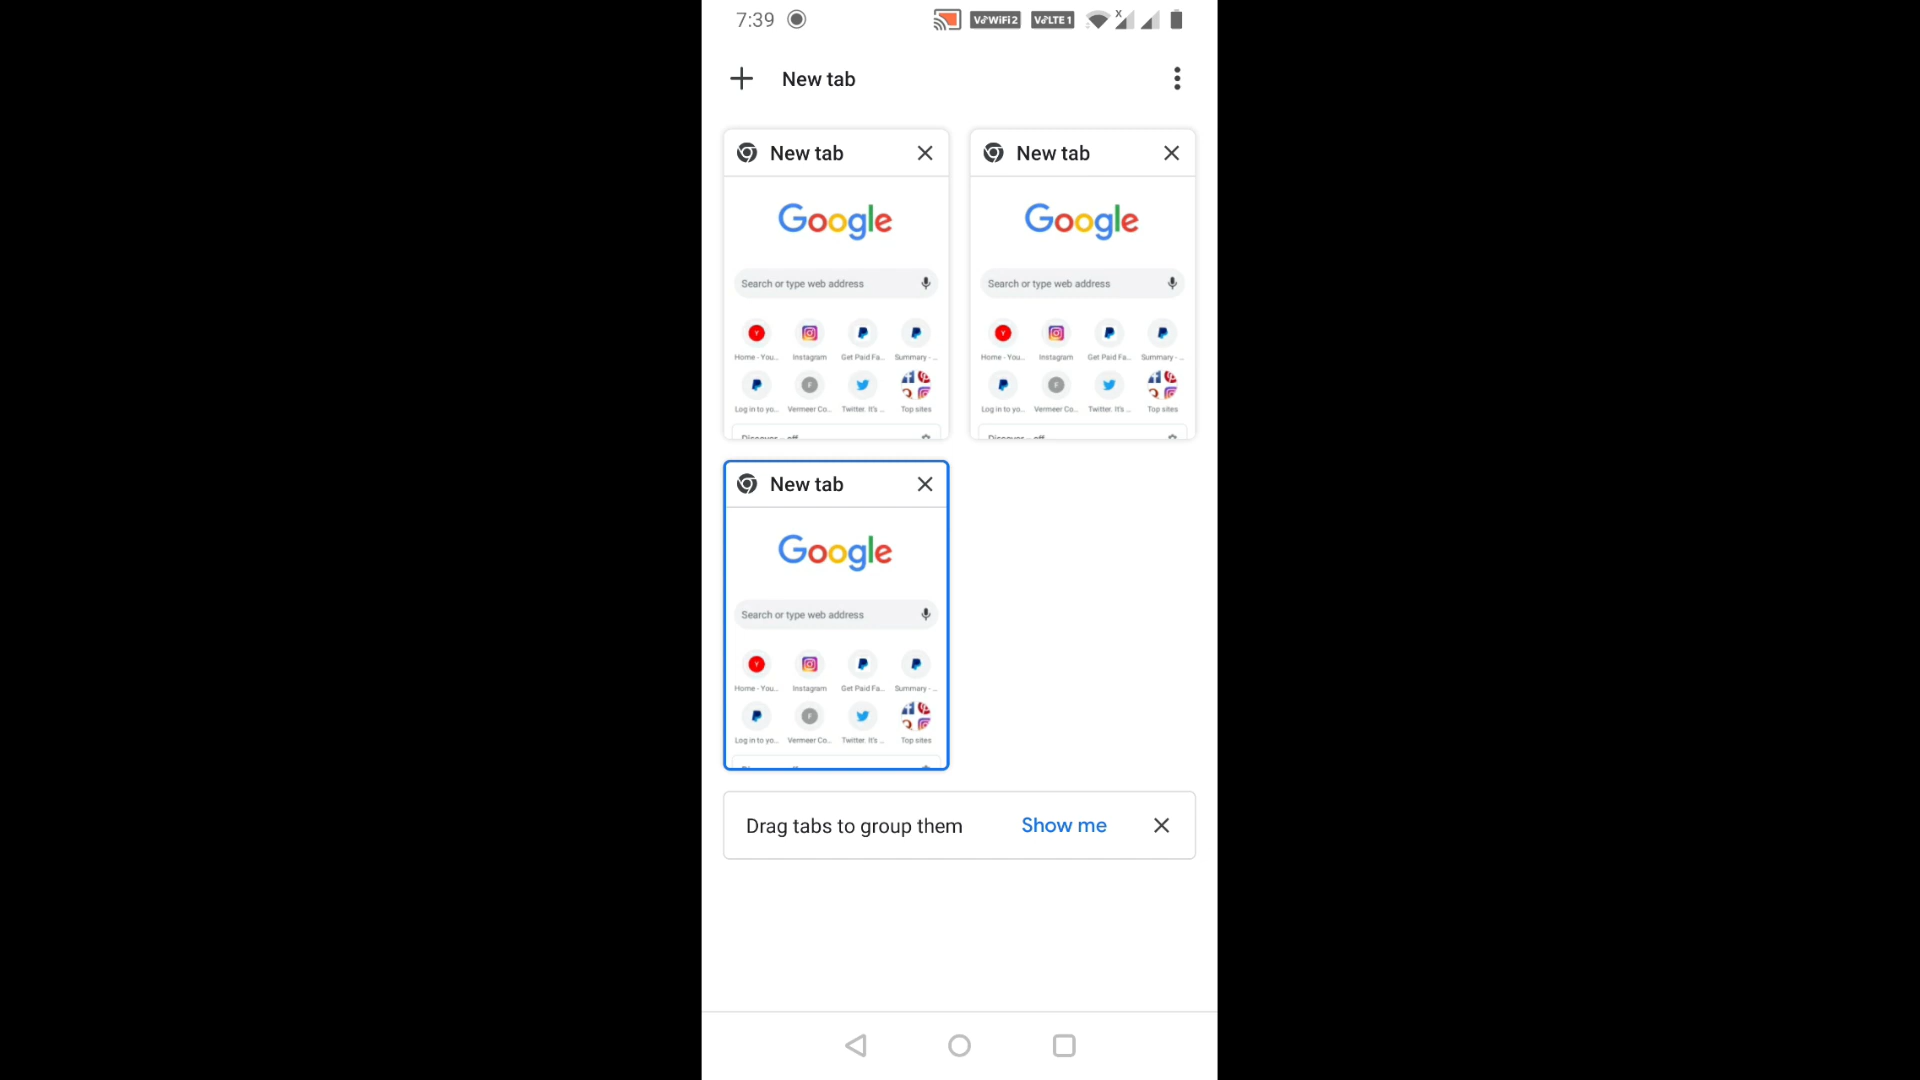 7:39 VoWiFi2 VoLTE1
New tab
New tab New tab
Google Google
Search or type web address Search or type web address
Home - You... Instagram Get Paid Fa... Summary - ... Home - You... Instagram Get Paid Fa... Summary - ...
Log in to yo... Vermeer Co... Twitter. It's ... Top sites Log in to yo... Vermeer Co... Twitter. It's ... Top sites
Discover – off Discover – off
New tab
Google
Search or type web address
Home - You... Instagram Get Paid Fa... Summary - ...
Log in to yo... Vermeer Co... Twitter. It's ... Top sites
Drag tabs to group them Show me